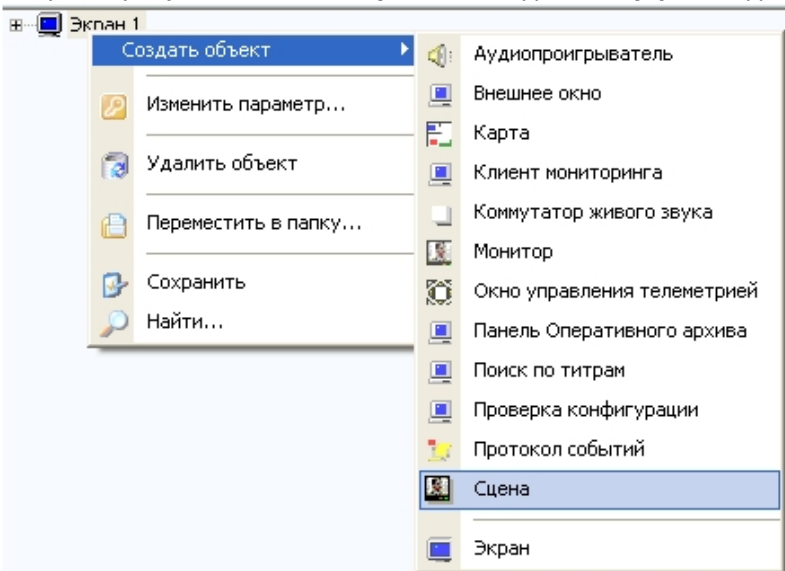 Экран 1
Создать объект
Изменить параметр...
Удалить объект
Переместить в папку...
Сохранить
Найти...
Аудиопроигрыватель
Внешнее окно
Карта
Клиент мониторинга
Коммутатор живого звука
Монитор
Окно управления телеметрией
Панель Оперативного архива
Поиск по титрам
Проверка конфигурации
Протокол событий
Сцена
Экран